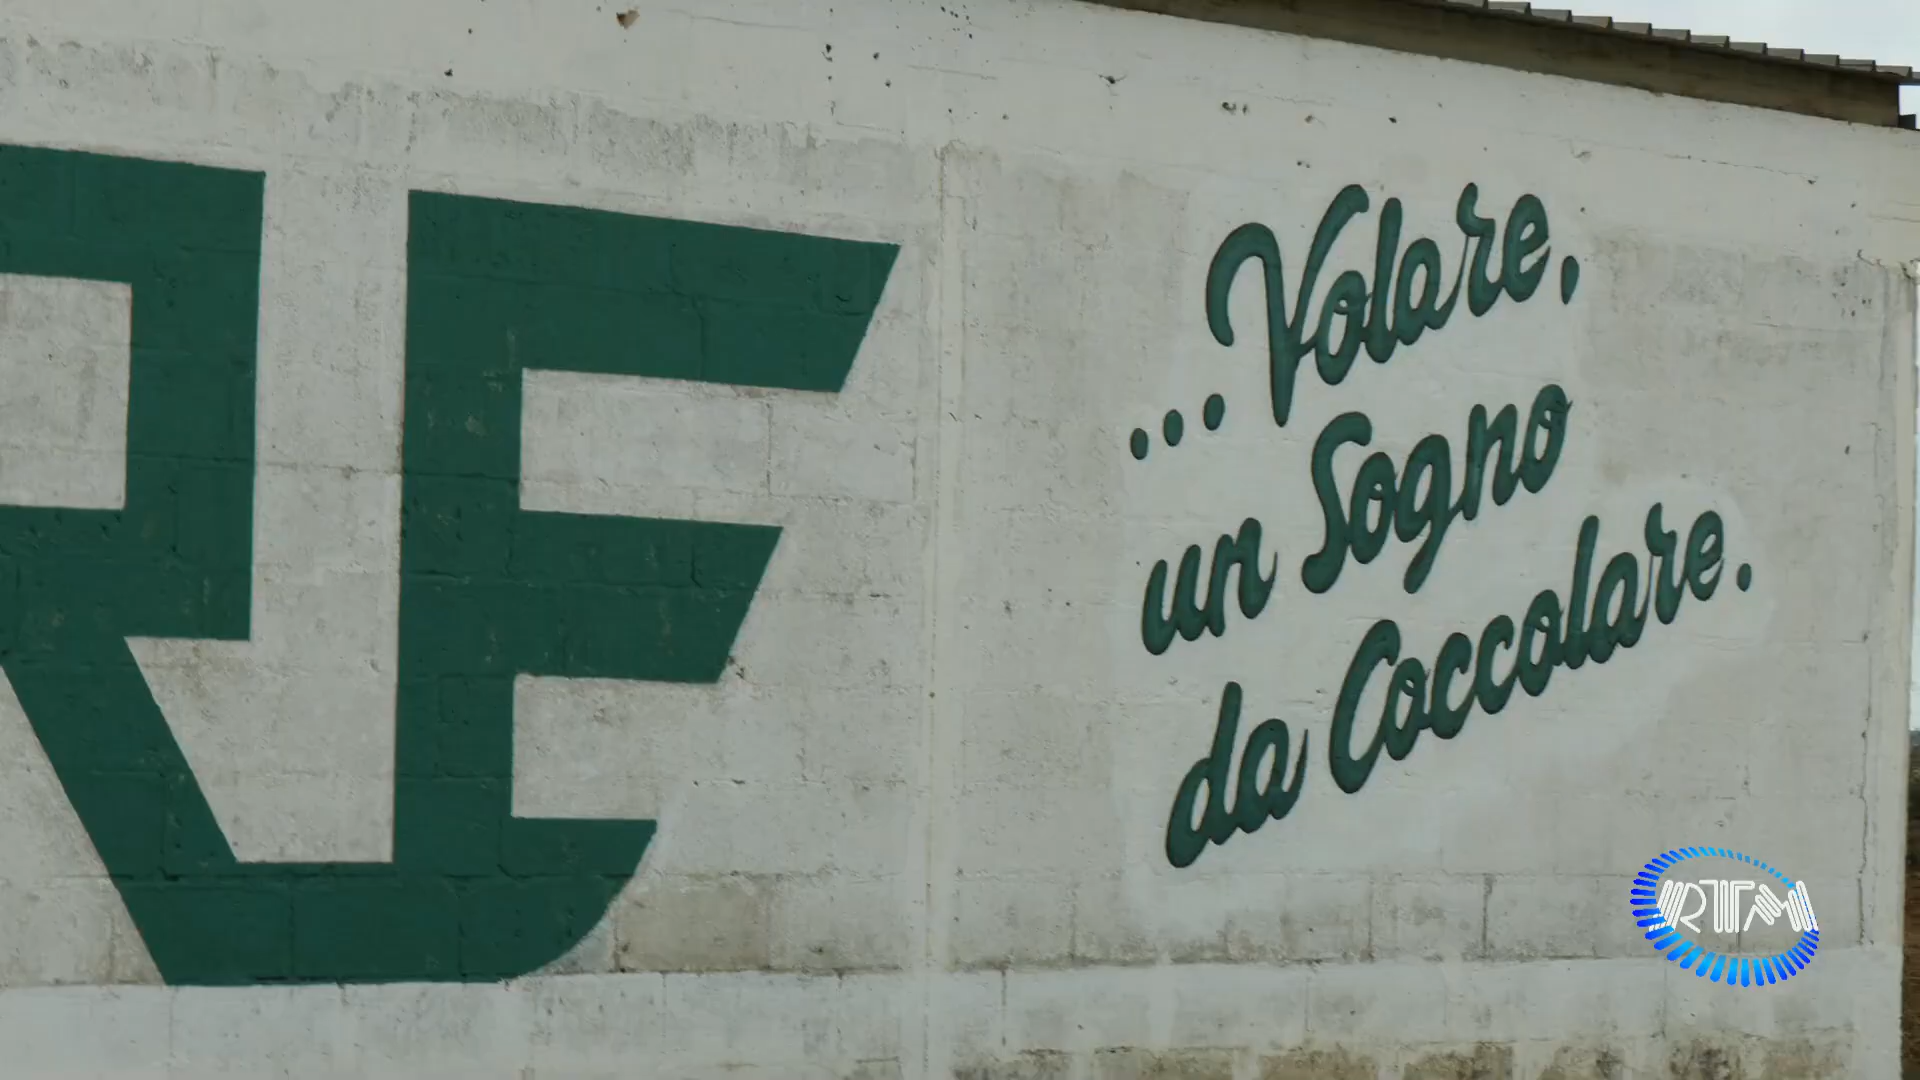 RE
...Volare,
un Sogno
da Coccolare.
RTM